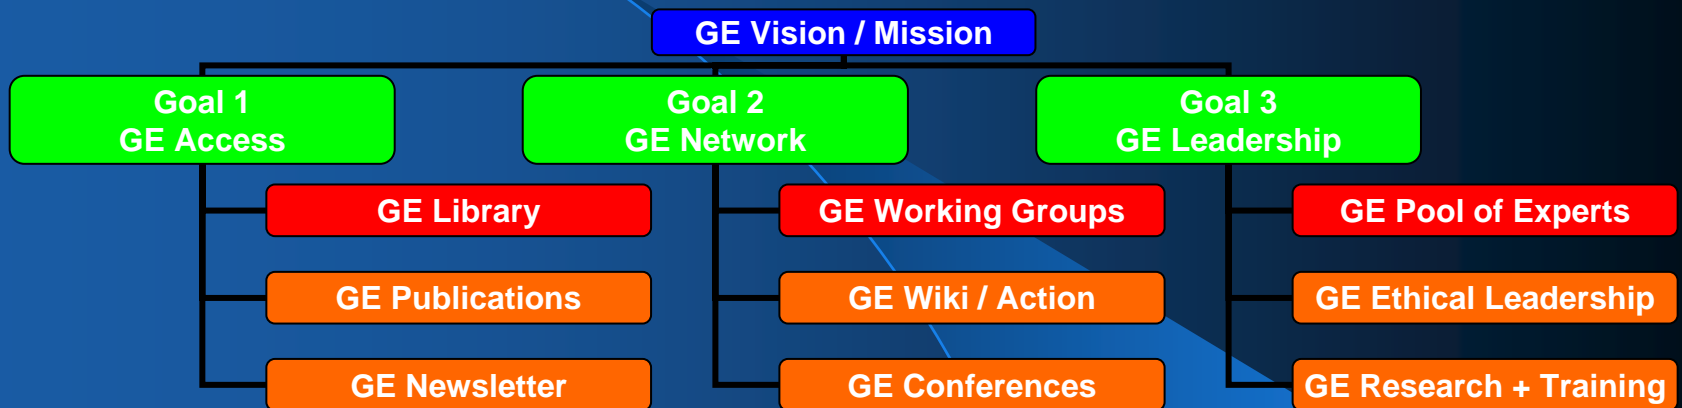 GE Vision / Mission
Goal 1
GE Access
Goal 2
GE Network
Goal 3
GE Leadership
GE Library
GE Working Groups
GE Pool of Experts
GE Publications
GE Wiki / Action
GE Ethical Leadership
GE Newsletter
GE Conferences
GE Research + Training